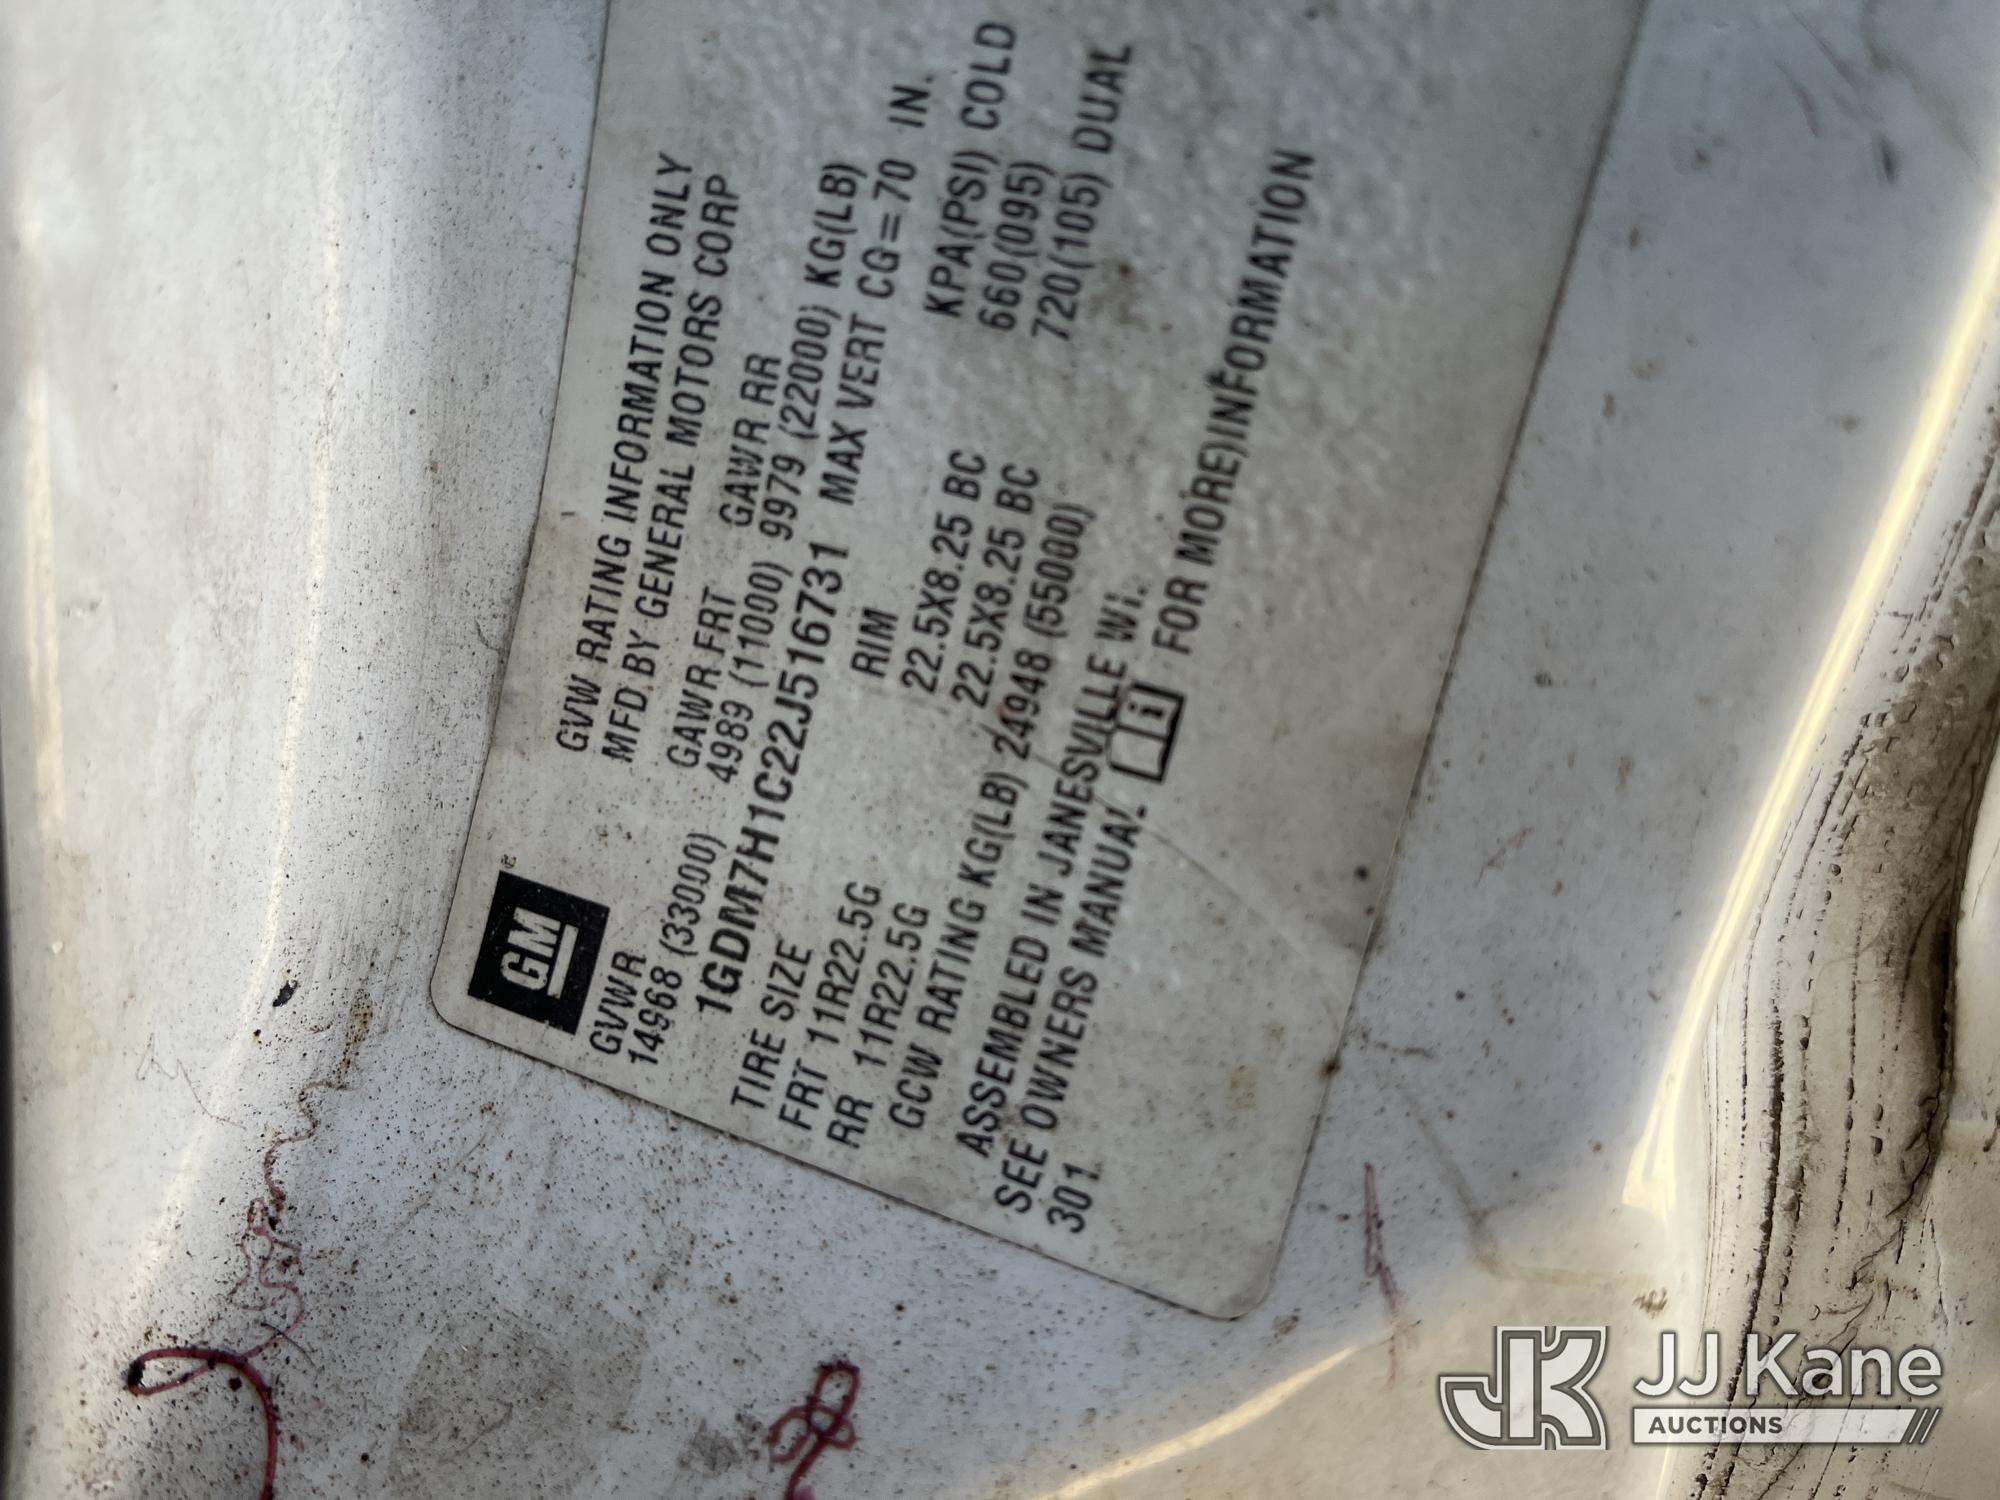 GM
GVW RATING INFORMATION ONLY
MFD BY GENERAL MOTORS CORP
GVWR GAWR FRT GAWR RR
14968 (33000) 4989 (11000) 9979 (22000) KG(LB)
1GDM7H1C22J516731 MAX VERT CG=70 IN.
TIRE SIZE RIM KPA(PSI) COLD
FRT 11R22.5G 22.5X8.25 BC 660(095)
RR 11R22.5G 22.5X8.25 BC 720(105) DUAL
GCW RATING KG(LB) 24948 (55000)
ASSEMBLED IN JANESVILLE WI.
SEE OWNERS MANUAL i FOR MORE)INFORMATION
301
JK JJ Kane
AUCTIONS